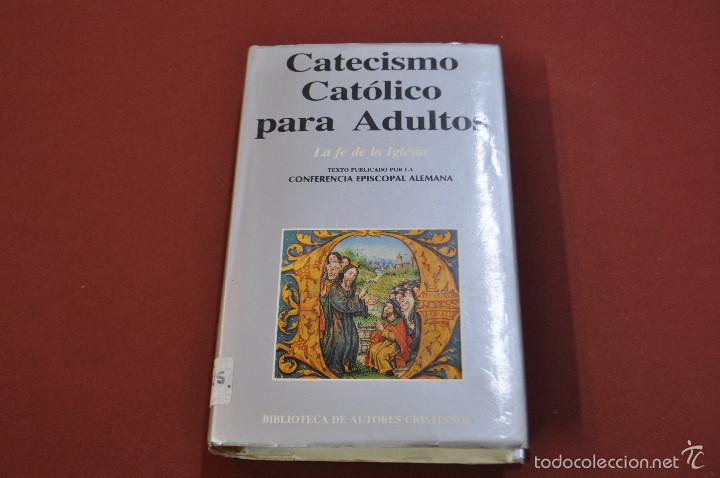 Catecismo
Católico
para Adultos
La fe de la Iglesia
TEXTO PUBLICADO POR LA
CONFERENCIA EPISCOPAL ALEMANA
S.
BIBLIOTECA DE AUTORES CRISTIANOS
todocoleccion.net tc